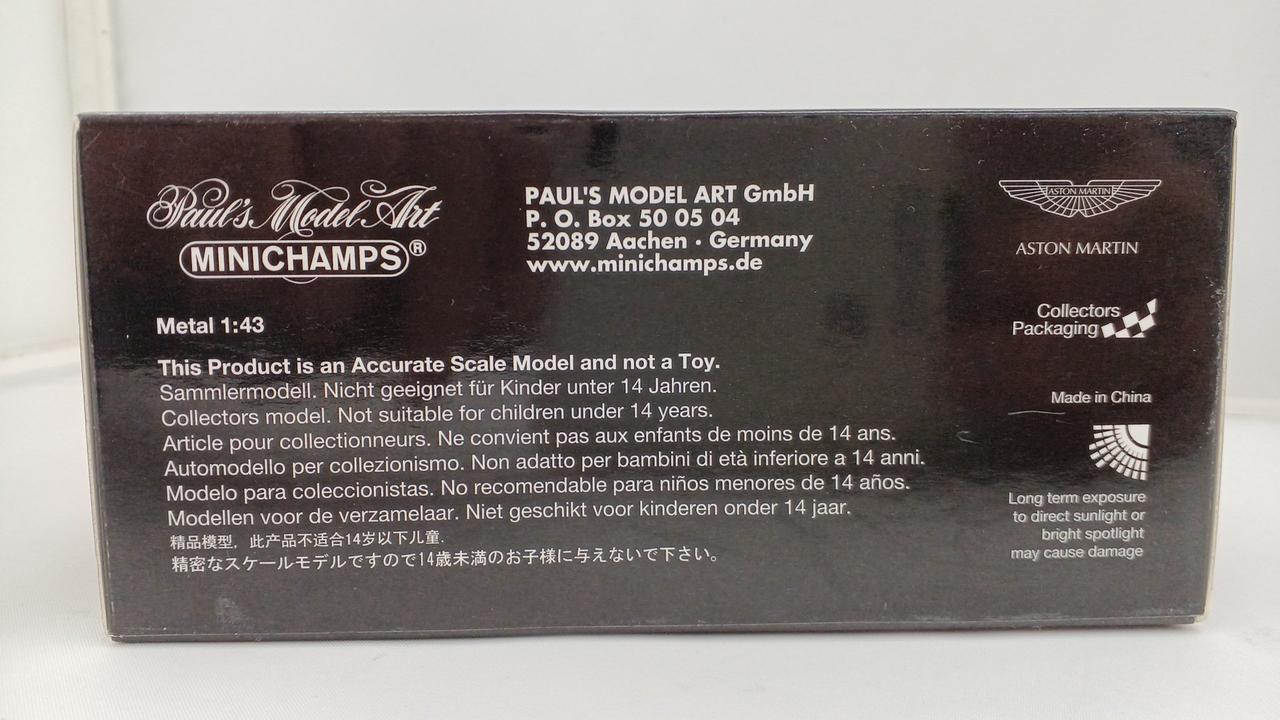 Paul's Model Art
MINICHAMPS®
PAUL'S MODEL ART GmbH
P. O. Box 50 05 04
52089 Aachen · Germany
www.minichamps.de
Metal 1:43
This Product is an Accurate Scale Model and not a Toy.
Sammlermodell. Nicht geeignet für Kinder unter 14 Jahren.
Collectors model. Not suitable for children under 14 years.
Article pour collectionneurs. Ne convient pas aux enfants de moins de 14 ans.
Automodello per collezionismo. Non adatto per bambini di età inferiore a 14 anni.
Modelo para coleccionistas. No recomendable para niños menores de 14 años.
Modellen voor de verzamelaar. Niet geschikt voor kinderen onder 14 jaar.
精品模型, 此产品不适合14岁以下儿童.
精密なスケールモデルですので14歳未満のお子様に与えないで下さい。
ASTON MARTIN
ASTON MARTIN
Collectors
Packaging
Made in China
Long term exposure
to direct sunlight or
bright spotlight
may cause damage